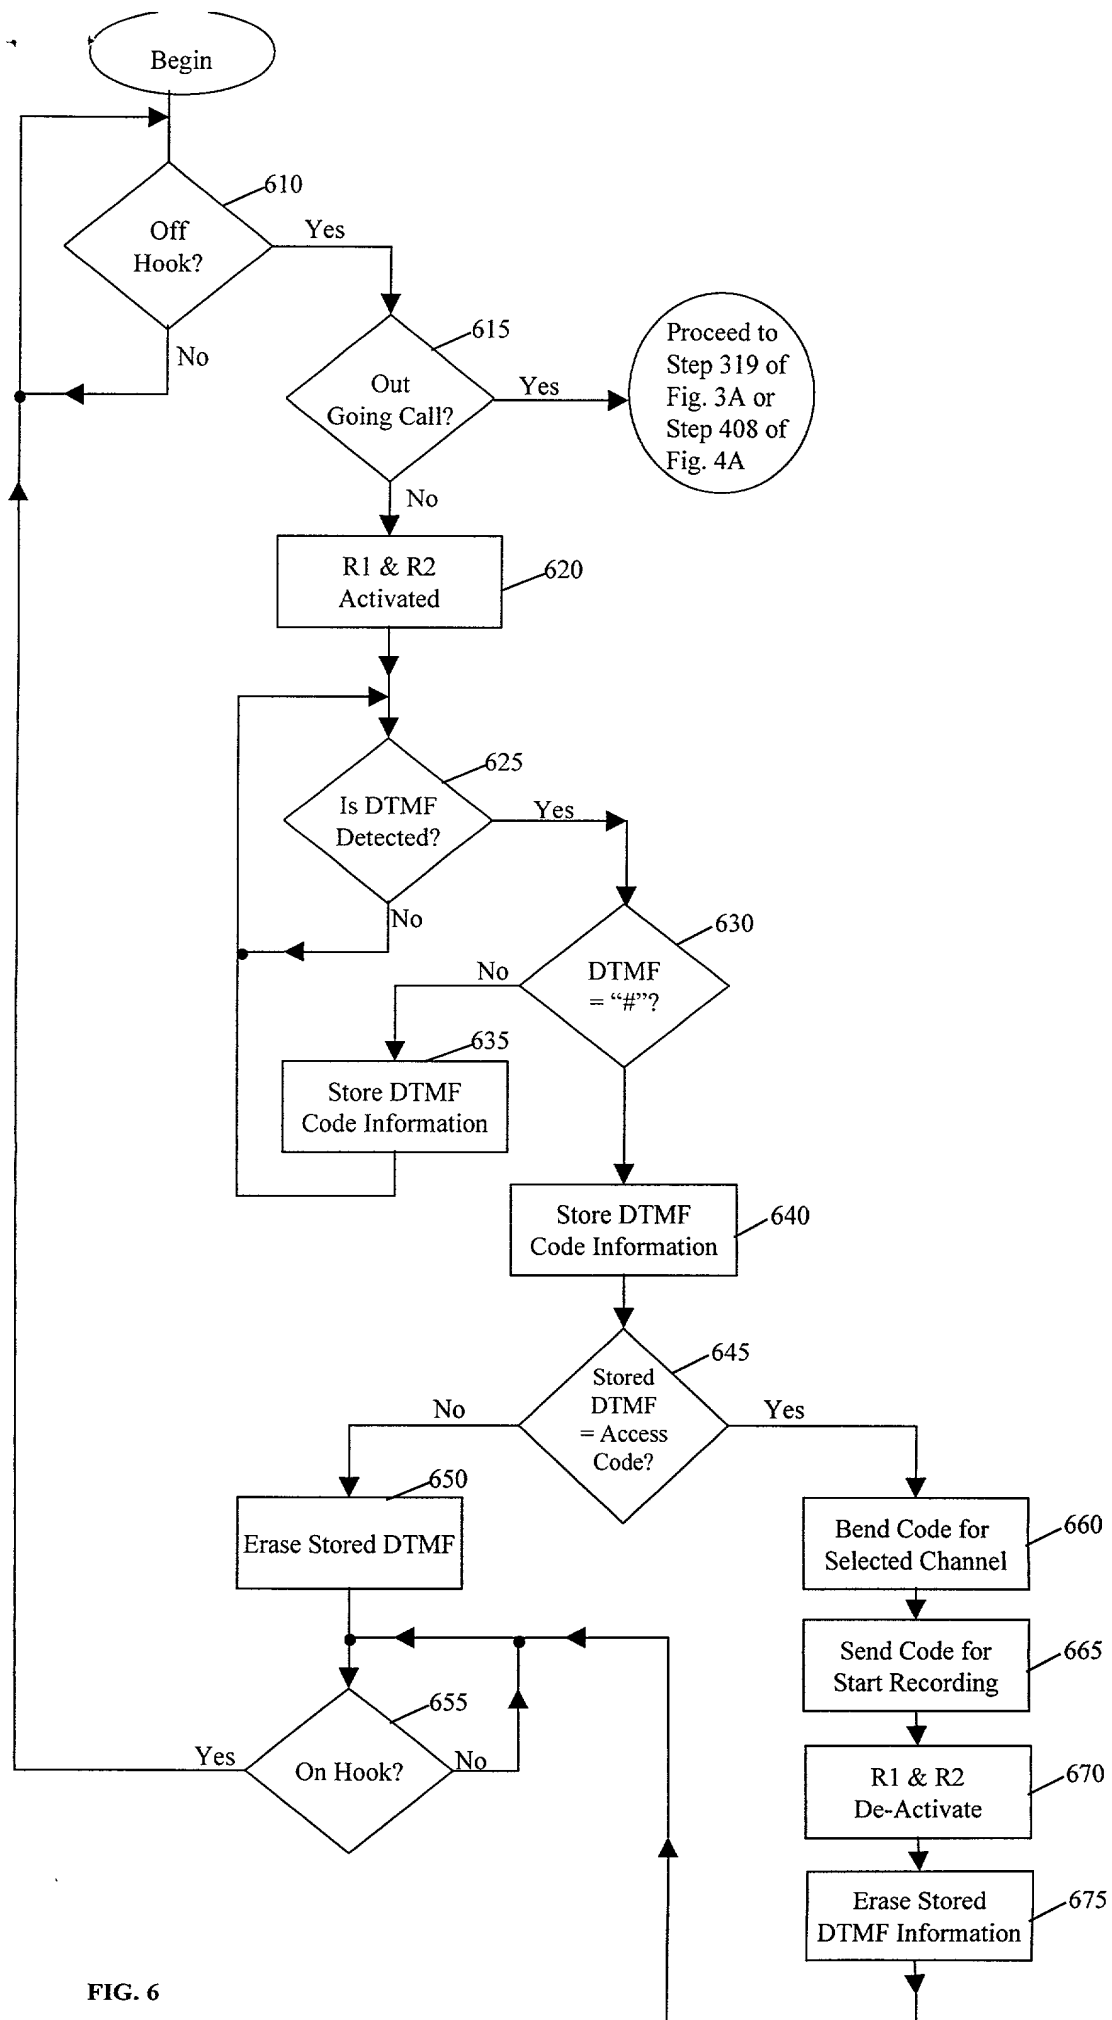 Begin
610
Off
Hook?
Yes
No
615
Out
Going Call?
Yes
Proceed to
Step 319 of
Fig. 3A or
Step 408 of
Fig. 4A
No
R1 & R2
Activated
620
625
Is DTMF
Detected?
Yes
No
630
DTMF
= “#”?
No
635
Store DTMF
Code Information
Store DTMF
Code Information
640
645
Stored
DTMF
= Access
Code?
No
Yes
650
Erase Stored DTMF
Bend Code for
Selected Channel
660
Send Code for
Start Recording
665
655
On Hook?
Yes
No
R1 & R2
De-Activate
670
Erase Stored
DTMF Information
675
FIG. 6